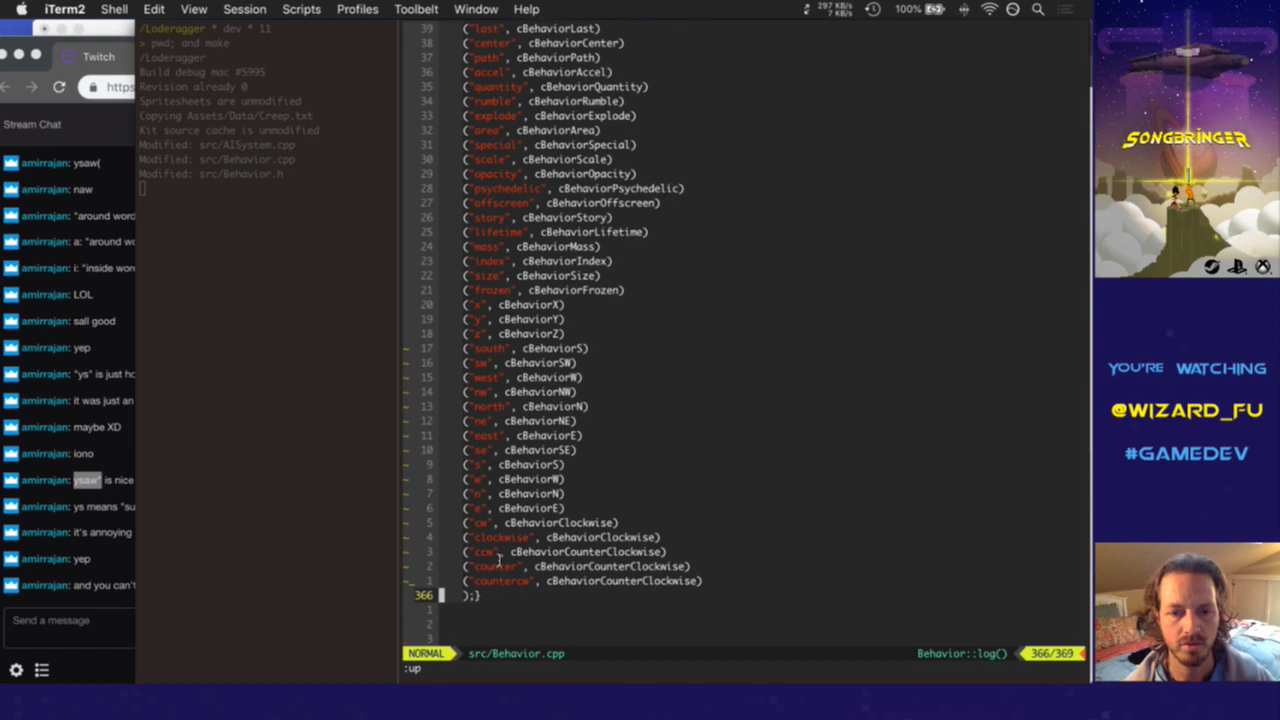 iTerm2 Shell Edit View Session Scripts Profiles Toolbelt Window Help
297 KB/s
7 KB/s
100%
Twitch
https
Stream Chat
amirrajan: ysaw(
amirrajan: naw
amirrajan: "around word
amirrajan: a: "around wo
amirrajan: i: "inside wor
amirrajan: LOL
amirrajan: sall good
amirrajan: yep
amirrajan: "ys" is just ho
amirrajan: it was just an
amirrajan: maybe XD
amirrajan: iono
amirrajan: ysaw" is nice
amirrajan: ys means "su
amirrajan: it's annoying
amirrajan: yep
amirrajan: and you can'
Send a message
/Loderagger * dev * 11
> pwd; and make
/Loderagger
Build debug mac #5995
Revision already 0
Spritesheets are unmodified
Copying Assets/Data/Creep.txt
Kit source cache is unmodified
Modified: src/AISystem.cpp
Modified: src/Behavior.cpp
Modified: src/Behavior.h
39 ("last", cBehaviorLast)
38 ("center", cBehaviorCenter)
37 ("path", cBehaviorPath)
36 ("accel", cBehaviorAccel)
35 ("quantity", cBehaviorQuantity)
34 ("rumble", cBehaviorRumble)
33 ("explode", cBehaviorExplode)
32 ("area", cBehaviorArea)
31 ("special", cBehaviorSpecial)
30 ("scale", cBehaviorScale)
29 ("opacity", cBehaviorOpacity)
28 ("psychedelic", cBehaviorPsychedelic)
27 ("offscreen", cBehaviorOffscreen)
26 ("story", cBehaviorStory)
25 ("lifetime", cBehaviorLifetime)
24 ("mass", cBehaviorMass)
23 ("index", cBehaviorIndex)
22 ("size", cBehaviorSize)
21 ("frozen", cBehaviorFrozen)
20 ("x", cBehaviorX)
19 ("y", cBehaviorY)
18 ("z", cBehaviorZ)
~ 17 ("south", cBehaviorS)
~ 16 ("sw", cBehaviorSW)
~ 15 ("west", cBehaviorW)
~ 14 ("nw", cBehaviorNW)
~ 13 ("north", cBehaviorN)
~ 12 ("ne", cBehaviorNE)
~ 11 ("east", cBehaviorE)
~ 10 ("se", cBehaviorSE)
~ 9 ("s", cBehaviorS)
~ 8 ("w", cBehaviorW)
~ 7 ("n", cBehaviorN)
~ 6 ("e", cBehaviorE)
~ 5 ("cw", cBehaviorClockwise)
~ 4 ("clockwise", cBehaviorClockwise)
~ 3 ("ccw", cBehaviorCounterClockwise)
~ 2 ("counter", cBehaviorCounterClockwise)
~_ 1 ("countercw", cBehaviorCounterClockwise)
366 );}
1
2
3
NORMAL src/Behavior.cpp Behavior::log() 366/369
:up
SONGBRINGER
YOU'RE WATCHING
@WIZARD_FU
#GAMEDEV